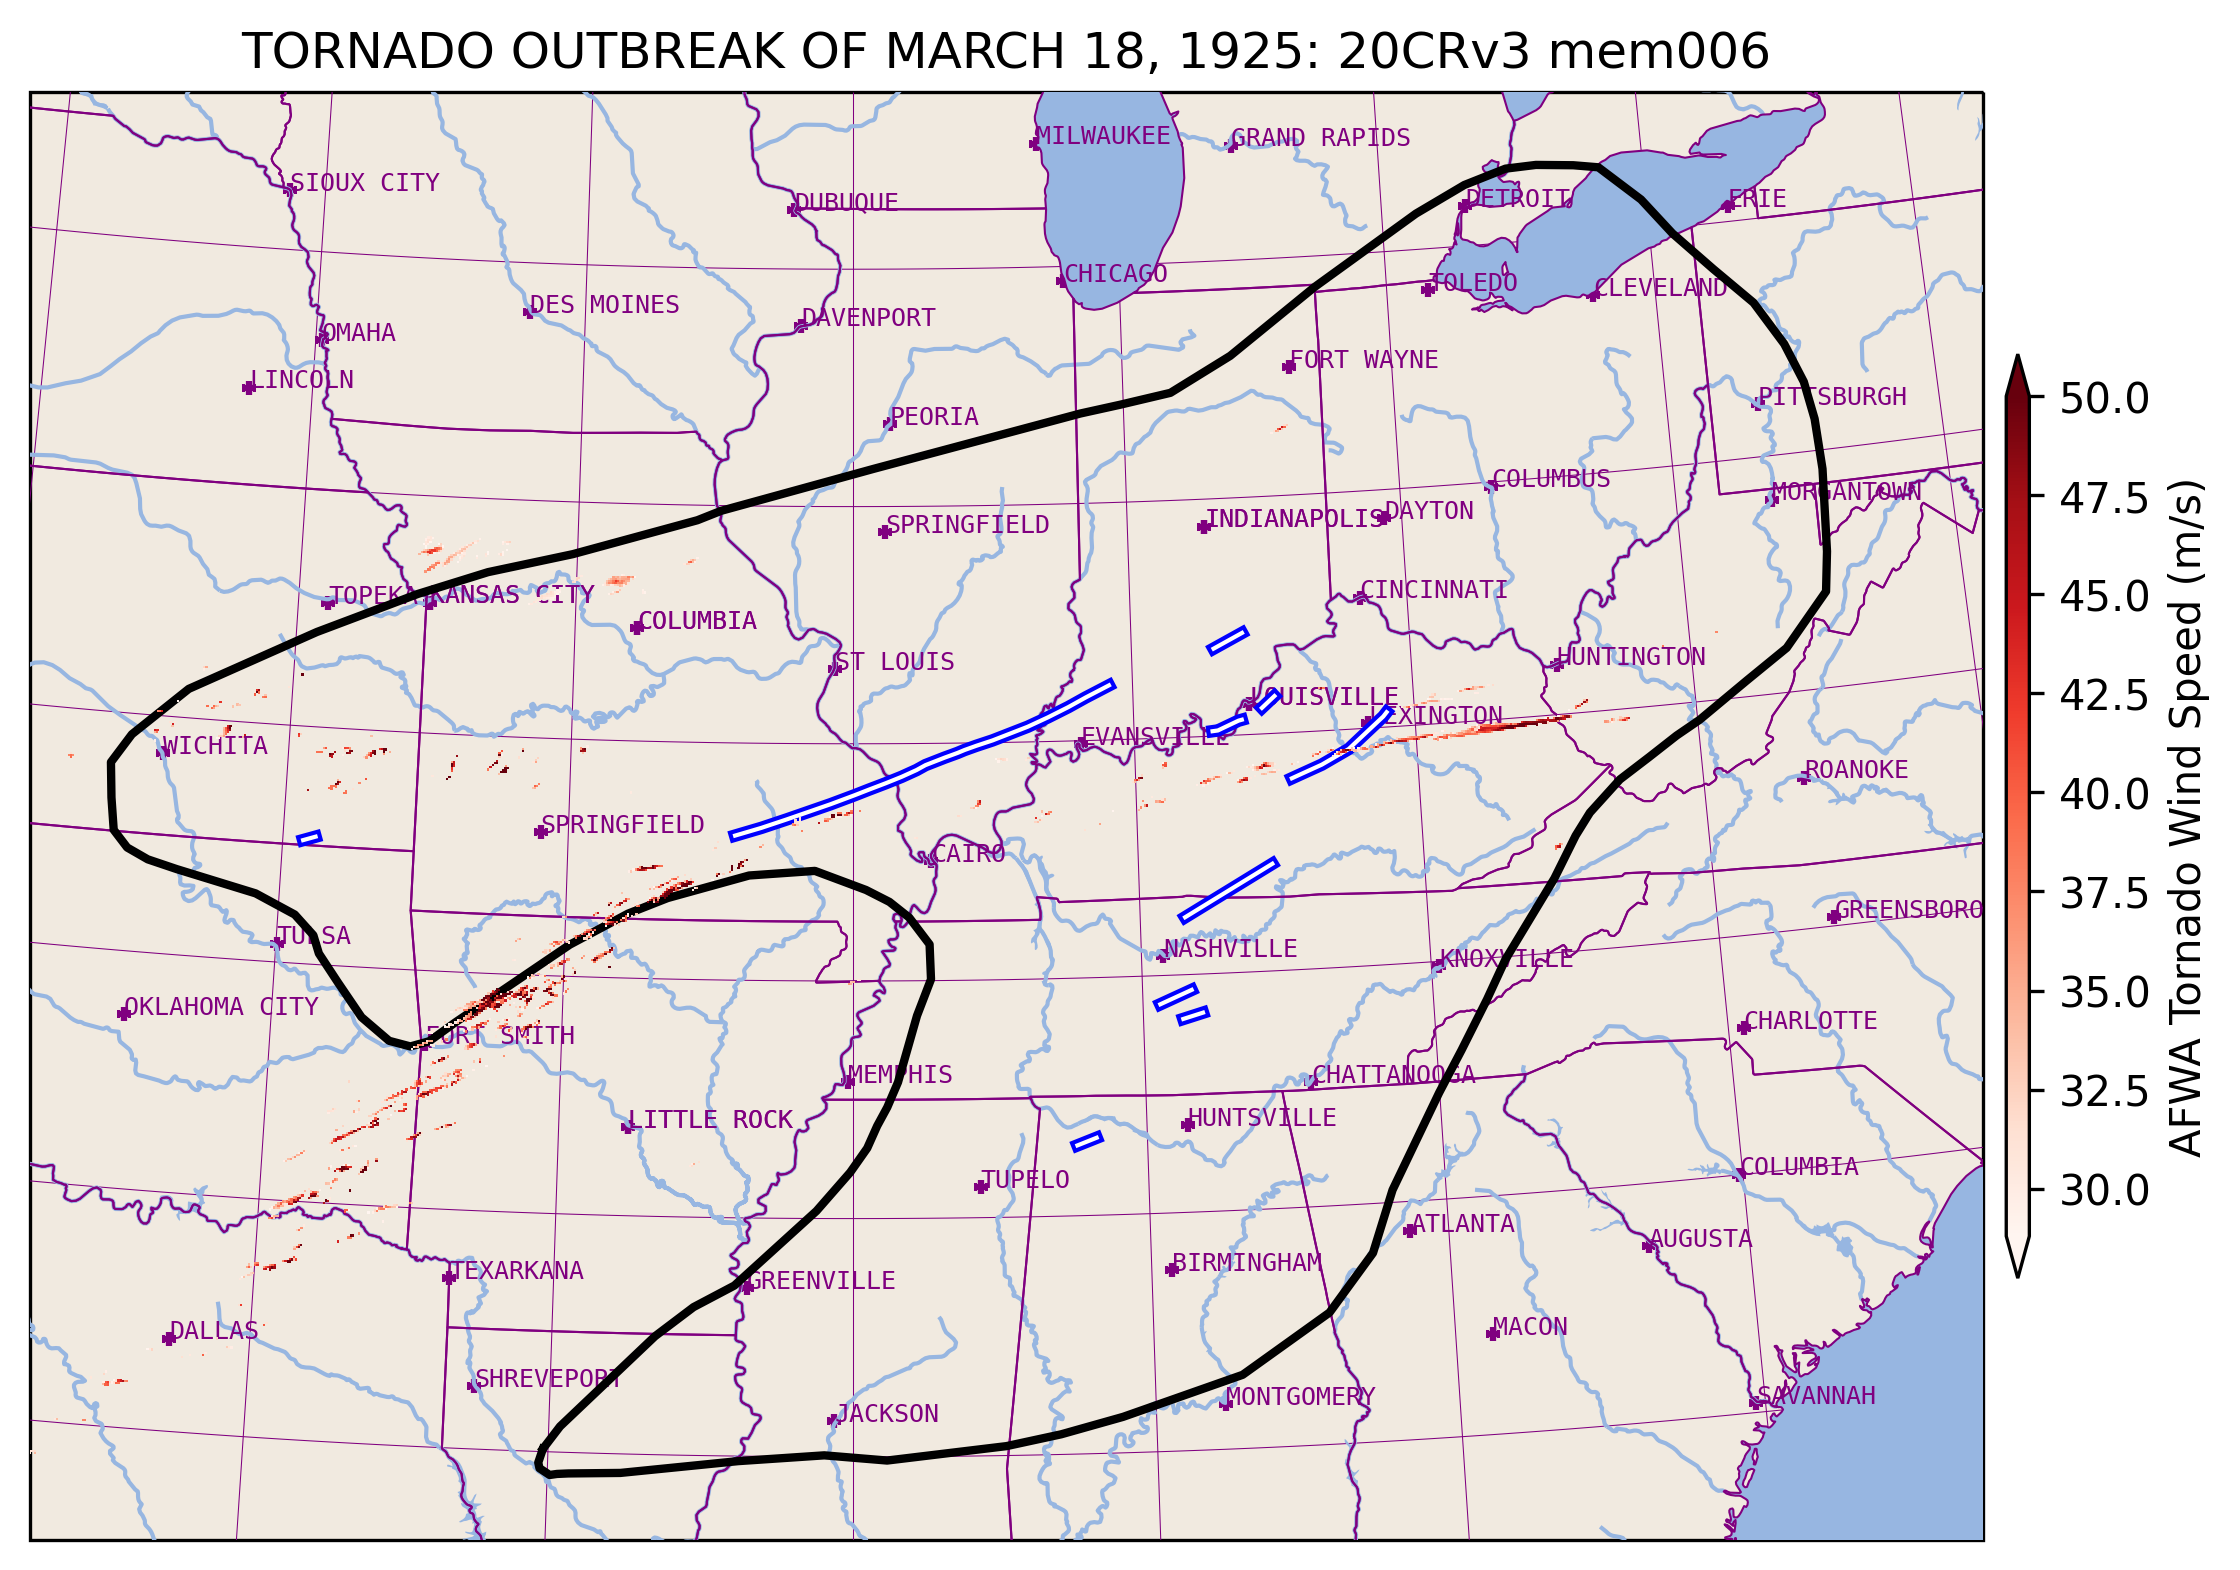 TORNADO OUTBREAK OF MARCH 18, 1925: 20CRv3 mem006
MILWAUKEE
GRAND RAPIDS
SIOUX CITY
DUBUQUE
DETROIT
ERIE
CHICAGO
TOLEDO
CLEVELAND
DES MOINES
DAVENPORT
OMAHA
FORT WAYNE
LINCOLN
PITTSBURGH
PEORIA
COLUMBUS
MORGANTOWN
SPRINGFIELD
INDIANAPOLIS
DAYTON
TOPEKA
KANSAS CITY
CINCINNATI
COLUMBIA
ST LOUIS
HUNTINGTON
LOUISVILLE
LEXINGTON
WICHITA
EVANSVILLE
ROANOKE
SPRINGFIELD
CAIRO
GREENSBORO
TULSA
NASHVILLE
KNOXVILLE
OKLAHOMA CITY
FORT SMITH
CHARLOTTE
MEMPHIS
CHATTANOOGA
LITTLE ROCK
HUNTSVILLE
TUPELO
COLUMBIA
ATLANTA
AUGUSTA
TEXARKANA
GREENVILLE
BIRMINGHAM
DALLAS
MACON
SHREVEPORT
JACKSON
MONTGOMERY
SAVANNAH
50.0
47.5
45.0
42.5
40.0
37.5
35.0
32.5
30.0
AFWA Tornado Wind Speed (m/s)